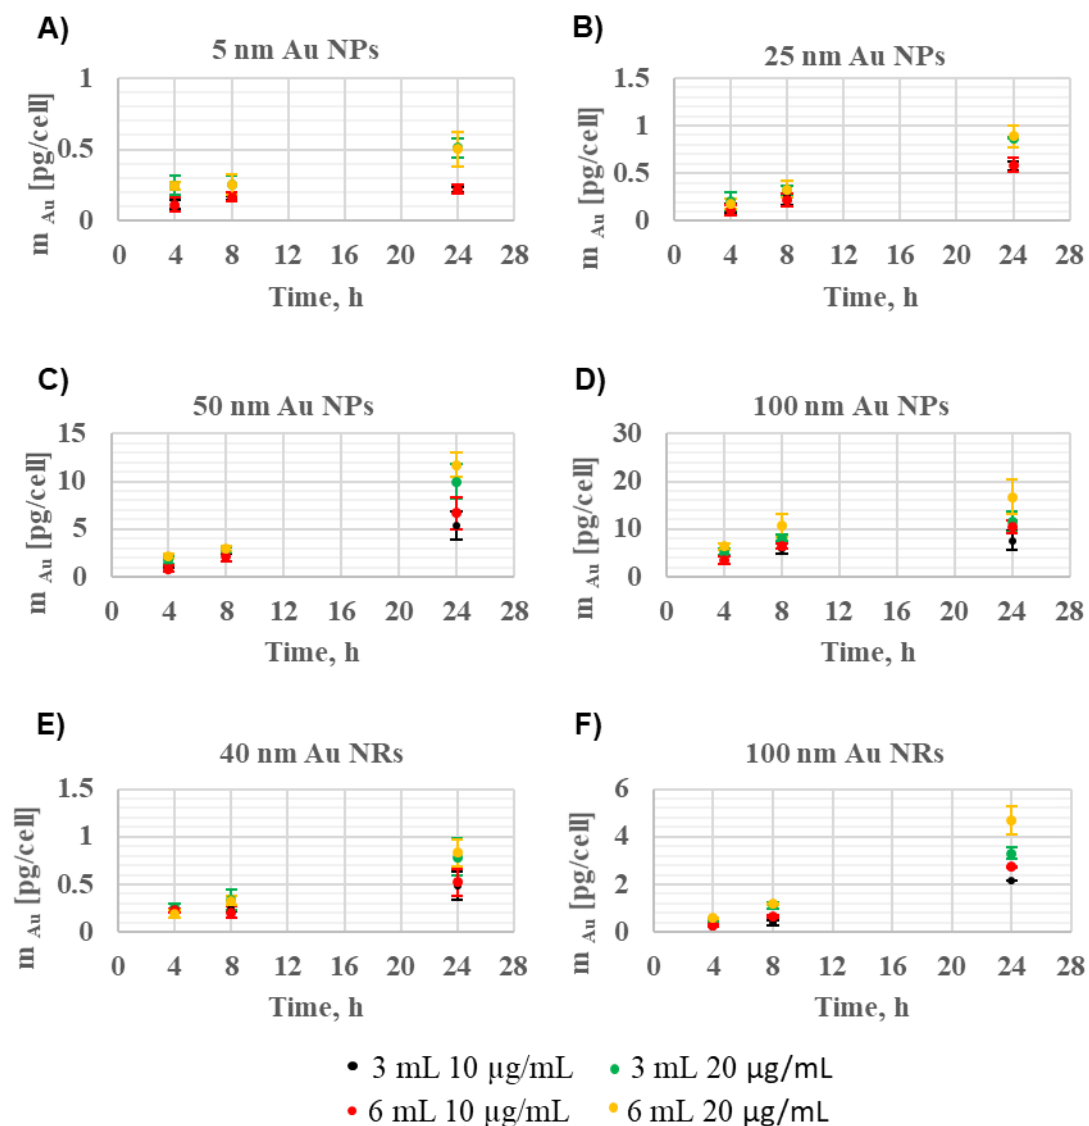 A)
5 nm Au NPs
m Au [pg/cell]
1
0.5
0
0 4 8 12 16 20 24 28
Time, h
B)
25 nm Au NPs
m Au [pg/cell]
1.5
1
0.5
0
0 4 8 12 16 20 24 28
Time, h
C)
50 nm Au NPs
m Au [pg/cell]
15
10
5
0
0 4 8 12 16 20 24 28
Time, h
D)
100 nm Au NPs
m Au [pg/cell]
30
20
10
0
0 4 8 12 16 20 24 28
Time, h
E)
40 nm Au NRs
m Au [pg/cell]
1.5
1
0.5
0
0 4 8 12 16 20 24 28
Time, h
F)
100 nm Au NRs
m Au [pg/cell]
6
4
2
0
0 4 8 12 16 20 24 28
Time, h
3 mL 10 µg/mL
3 mL 20 µg/mL
6 mL 10 µg/mL
6 mL 20 µg/mL